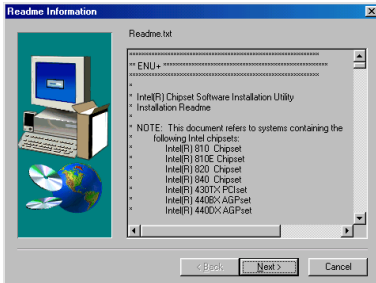 Readme Information
Readme.txt
************************************************************
** ENU+ **************************************************
************************************************************
*
* Intel(R) Chipset Software Installation Utility
* Installation Readme
*
* NOTE: This document refers to systems containing the
* following Intel chipsets:
* Intel(R) 810 Chipset
* Intel(R) 810E Chipset
* Intel(R) 820 Chipset
* Intel(R) 840 Chipset
* Intel(R) 430TX PCIset
* Intel(R) 440BX AGPset
* Intel(R) 440DX AGPset
< Back
Next >
Cancel